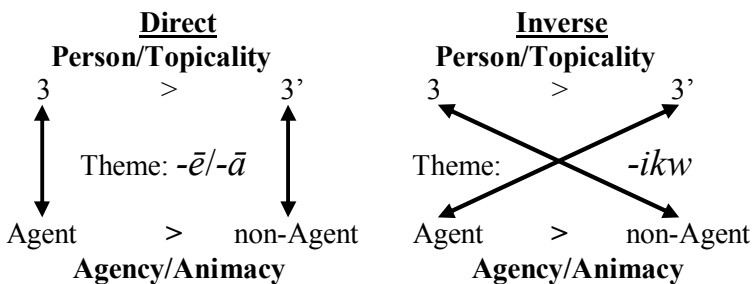 Direct
Person/Topicality
3 > 3’
Theme: -ē/-ā
Agent > non-Agent
Agency/Animacy
Inverse
Person/Topicality
3 > 3’
Theme: -ikw
Agent > non-Agent
Agency/Animacy